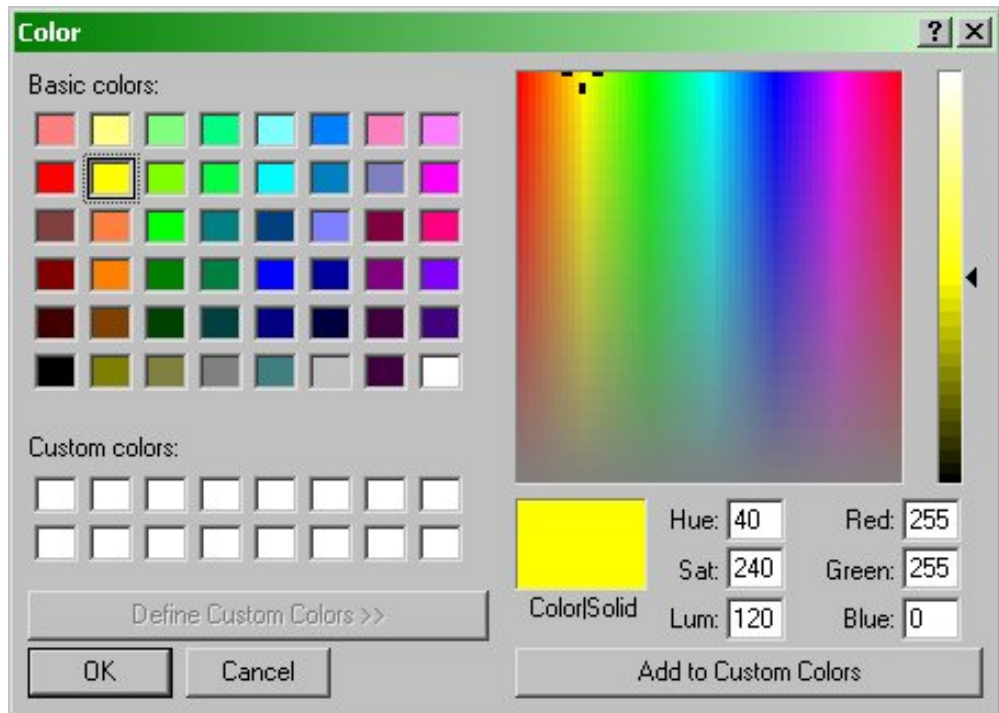 Color
Basic colors:
Custom colors:
Define Custom Colors >>
OK
Cancel
Color|Solid
Hue: 40
Sat: 240
Lum: 120
Red: 255
Green: 255
Blue: 0
Add to Custom Colors